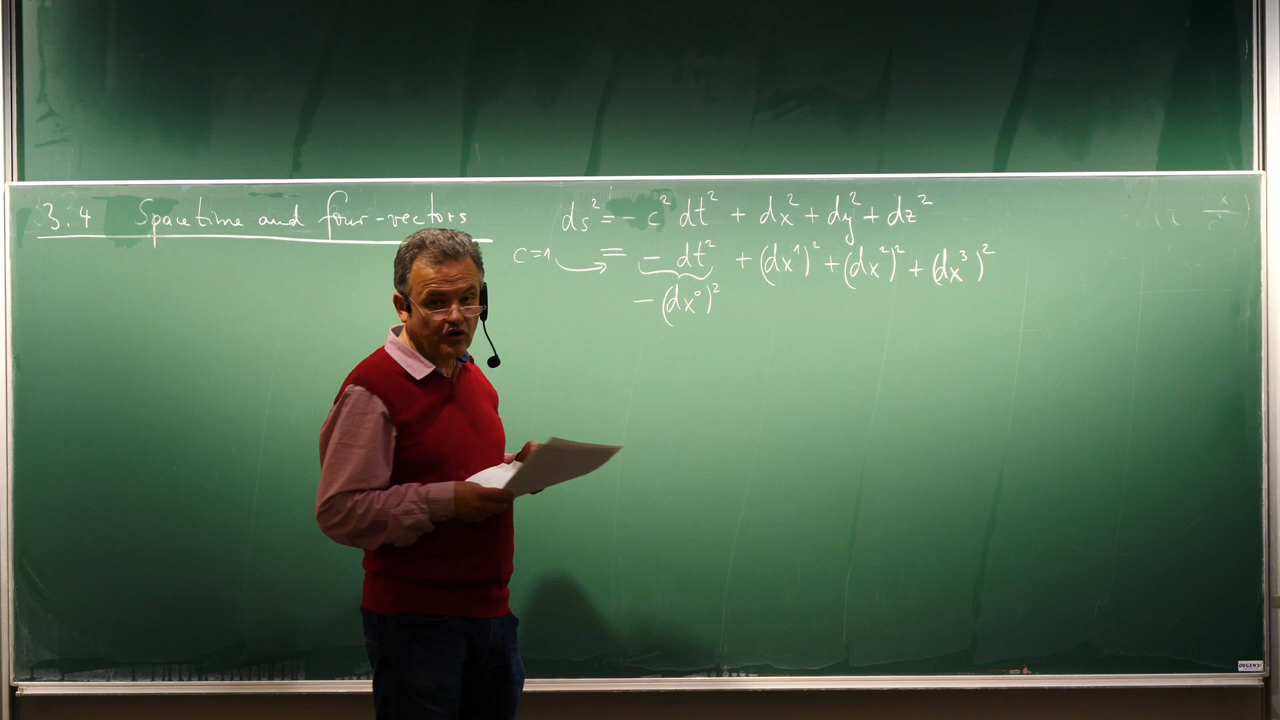 3.4 Spacetime and four-vectors
ds² = - c² dt² + dx² + dy² + dz²
c=1 = - dt² + (dx¹)² + (dx²)² + (dx³)²
- (dx⁰)²